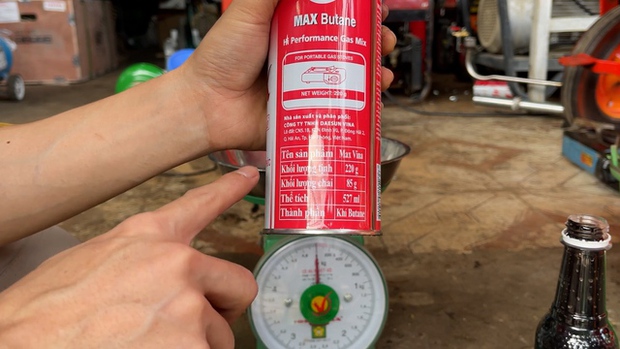 MAX Butane
Hi Performance Gas Mix
FOR PORTABLE GAS STOVES
NET WEIGHT:
Nhà sản xuất và phân phối:
CÔNG TY TNHH DAESUN VINA
Tên sản phẩm Max Vina
Khối lượng tịnh 220 g
Khối lượng chai 85 g
Thể tích 527 ml
Thành phần Khí Butane